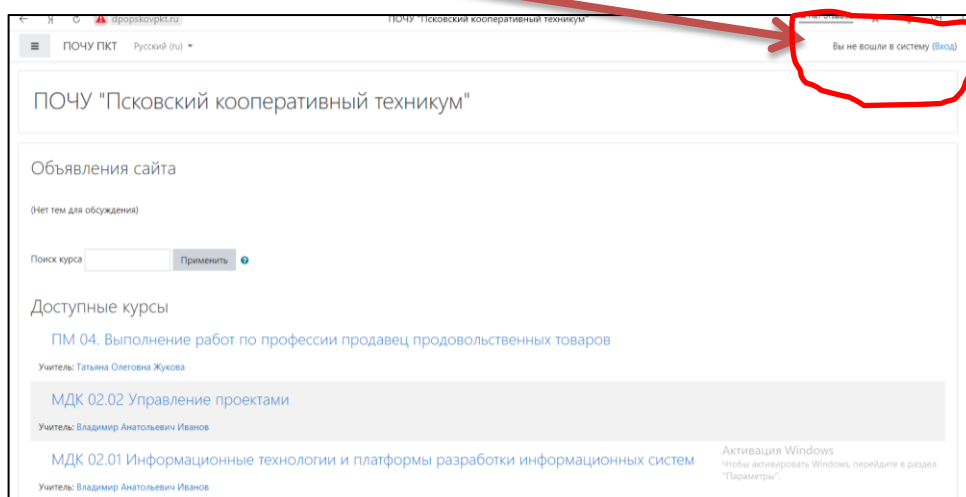 dpopskovpkt.ru
ПОЧУ "Псковский кооперативный техникум"
ПОЧУ ПКТ Русский (ru)
Вы не вошли в систему (Вход)
ПОЧУ "Псковский кооперативный техникум"
Объявления сайта
(Нет тем для обсуждения)
Поиск курса Применить
Доступные курсы
ПМ 04. Выполнение работ по профессии продавец продовольственных товаров
Учитель: Татьяна Олеговна Жукова
МДК 02.02 Управление проектами
Учитель: Владимир Анатольевич Иванов
МДК 02.01 Информационные технологии и платформы разработки информационных систем
Учитель: Владимир Анатольевич Иванов
Активация Windows
Чтобы активировать Windows, перейдите в раздел
"Параметры".